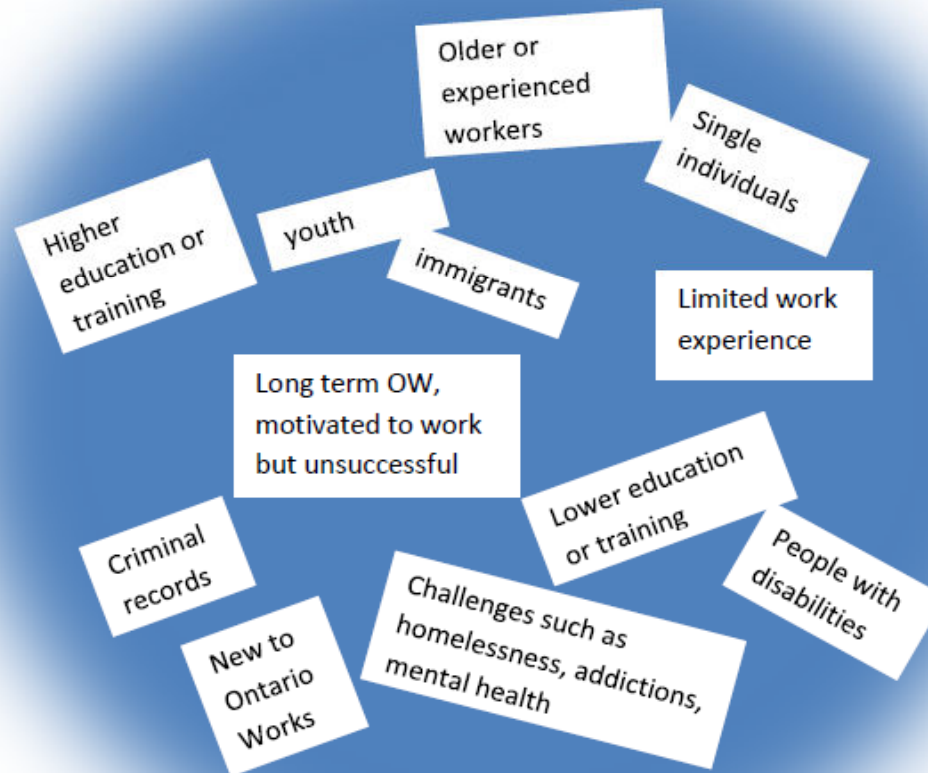 Older or
experienced
workers
Single
individuals
Higher
education or
training
youth
immigrants
Limited work
experience
Long term OW,
motivated to work
but unsuccessful
Lower education
or training
Criminal
records
People with
disabilities
Challenges such as
homelessness, addictions,
mental health
New to
Ontario
Works